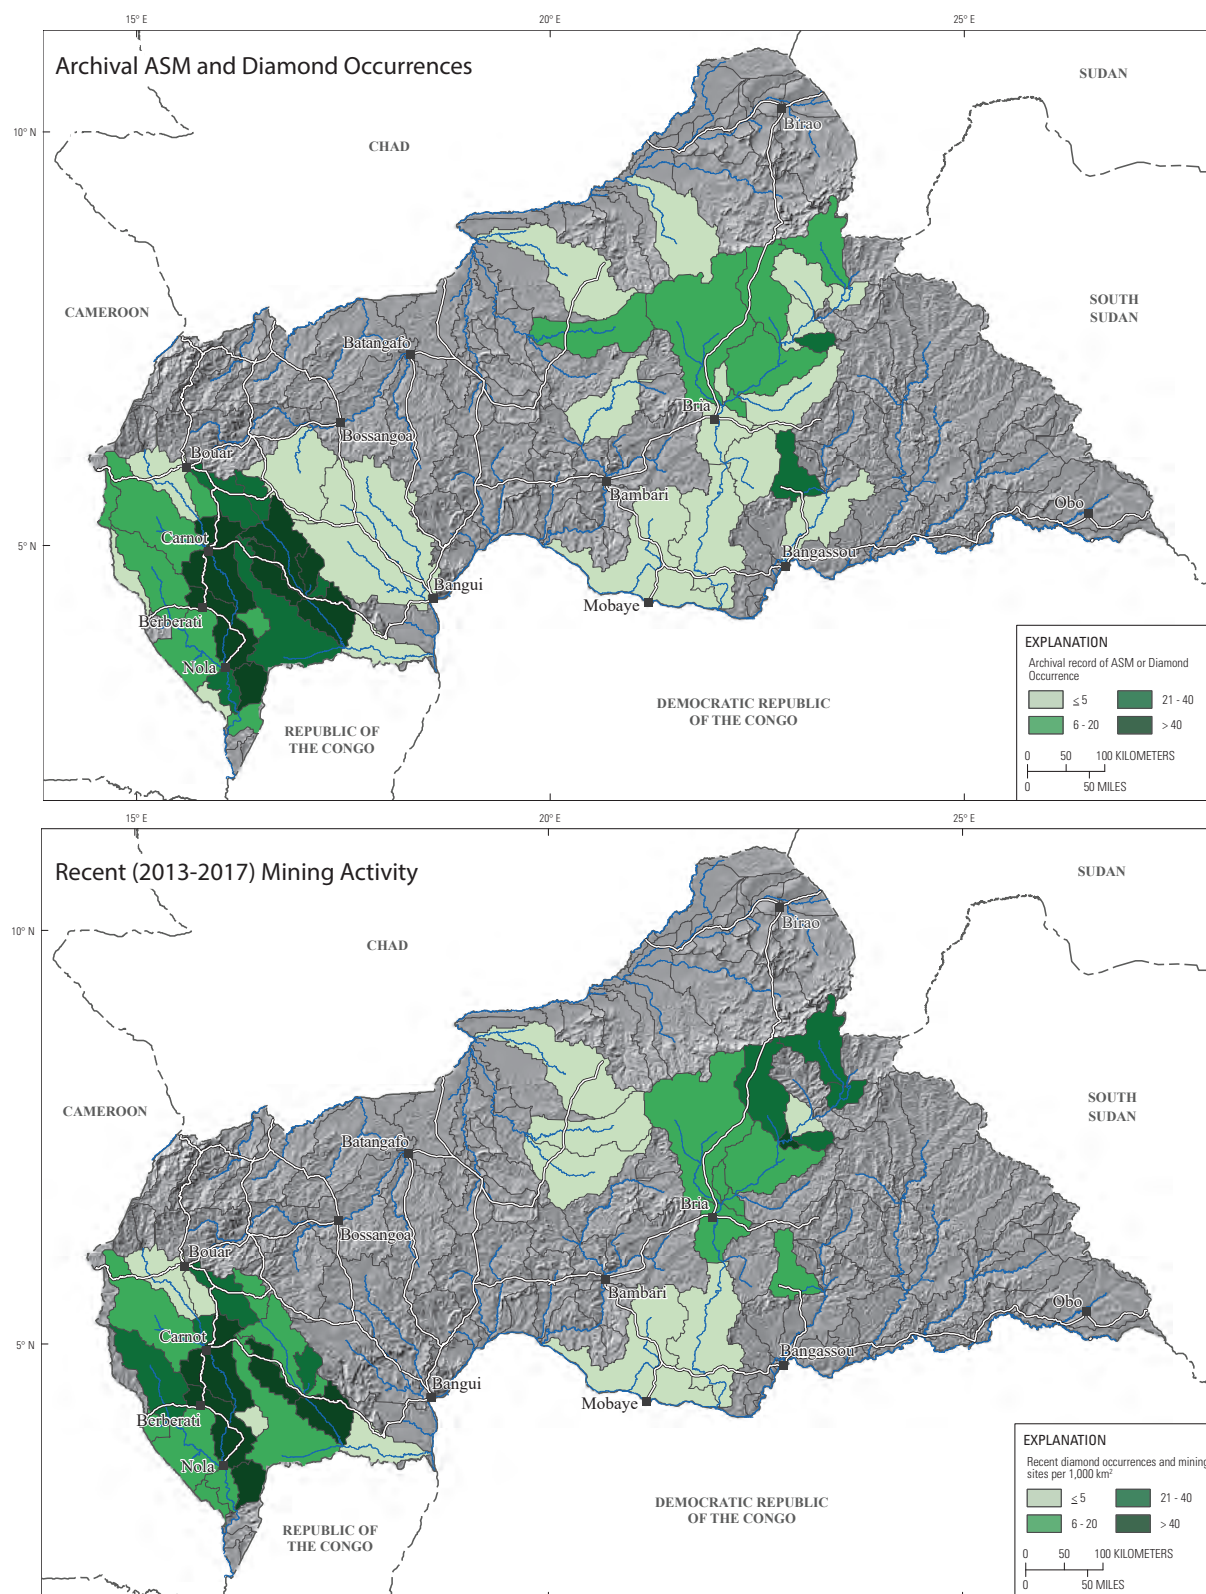 15° E
20° E
25° E
Archival ASM and Diamond Occurrences
SUDAN
10° N
Birao
CHAD
CAMEROON
SOUTH
SUDAN
Batangafo
Bria
Bossangoa
Bouar
Bambari
Obo
Carnot
5° N
Bangassou
Bangui
Mobaye
Berberati
Nola
DEMOCRATIC REPUBLIC
OF THE CONGO
REPUBLIC OF
THE CONGO
EXPLANATION
Archival record of ASM or Diamond
Occurrence
≤ 5
21 - 40
6 - 20
> 40
0 50 100 KILOMETERS
0 50 MILES
15° E
20° E
25° E
Recent (2013-2017) Mining Activity
SUDAN
10° N
Birao
CHAD
CAMEROON
SOUTH
SUDAN
Batangafo
Bria
Bossangoa
Bouar
Bambari
Obo
Carnot
5° N
Bangassou
Bangui
Mobaye
Berberati
Nola
DEMOCRATIC REPUBLIC
OF THE CONGO
REPUBLIC OF
THE CONGO
EXPLANATION
Recent diamond occurrences and mining
sites per 1,000 km²
≤ 5
21 - 40
6 - 20
> 40
0 50 100 KILOMETERS
0 50 MILES